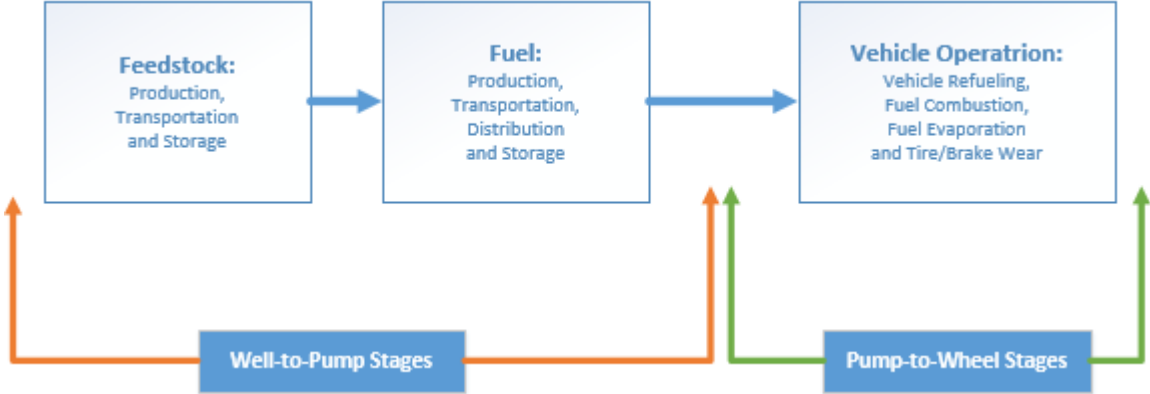 Feedstock:
Production,
Transportation
and Storage
Fuel:
Production,
Transportation,
Distribution
and Storage
Vehicle Operatrion:
Vehicle Refueling,
Fuel Combustion,
Fuel Evaporation
and Tire/Brake Wear
Well-to-Pump Stages
Pump-to-Wheel Stages